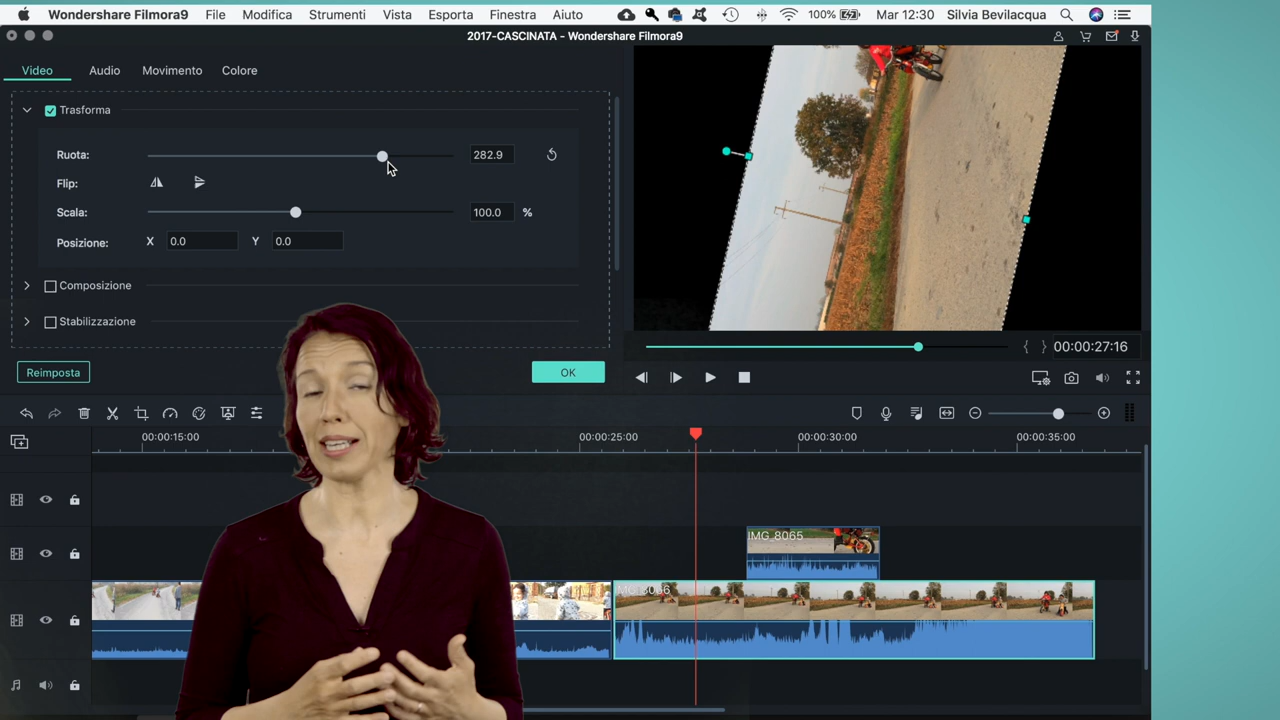 Wondershare Filmora9 File Modifica Strumenti Vista Esporta Finestra Aiuto 100% Mar 12:30 Silvia Bevilacqua
2017-CASCINATA - Wondershare Filmora9
Video Audio Movimento Colore
Trasforma
Ruota: 282.9
Flip:
Scala: 100.0 %
Posizione: X 0.0 Y 0.0
Composizione
Stabilizzazione
Reimposta OK
{ } 00:00:27:16
00:00:15:00 00:00:25:00 00:00:30:00 00:00:35:00
IMG_8065
IMG_8066